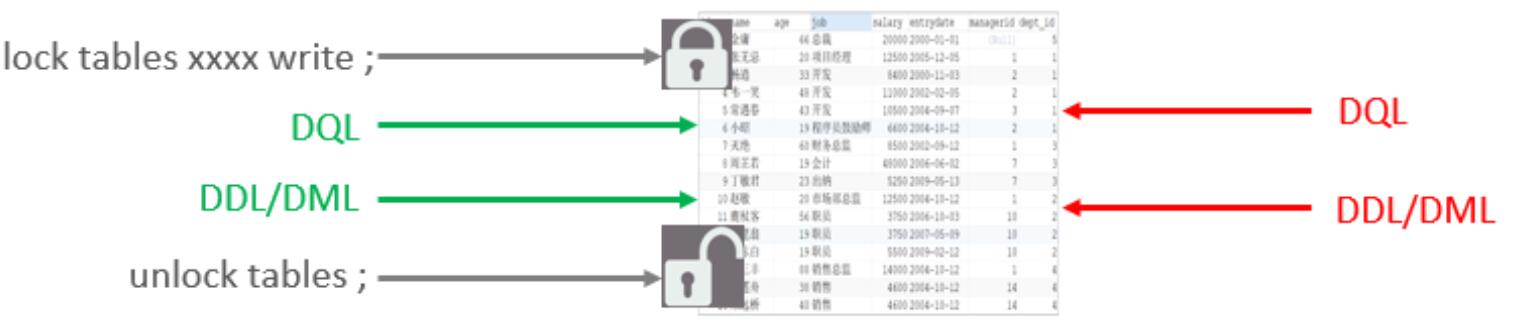 lock tables xxxx write ;
DQL
DDL/DML
unlock tables ;
name age job salary entrydate managerid dept_id
金庸 66 总裁 20000 2000-01-01 (Null) 5
张无忌 20 项目经理 12500 2005-12-05 1 1
杨逍 33 开发 8400 2000-11-03 2 1
4 韦一笑 48 开发 11000 2002-02-05 2 1
5 常遇春 43 开发 10500 2004-09-07 3 1
6 小昭 19 程序员鼓励师 6600 2004-10-12 2 1
7 灭绝 60 财务总监 8500 2002-09-12 1 3
8 周芷若 19 会计 48000 2006-06-02 7 3
9 丁敏君 23 出纳 5250 2009-05-13 7 3
10 赵敏 20 市场部总监 12500 2004-10-12 1 2
11 鹿杖客 56 职员 3750 2006-10-03 10 2
19 职员 3750 2007-05-09 10 2
19 职员 5500 2009-02-12 10 2
88 销售总监 14000 2004-10-12 1 4
38 销售 4600 2004-10-12 14 4
40 销售 4600 2004-10-12 14 4
DQL
DDL/DML